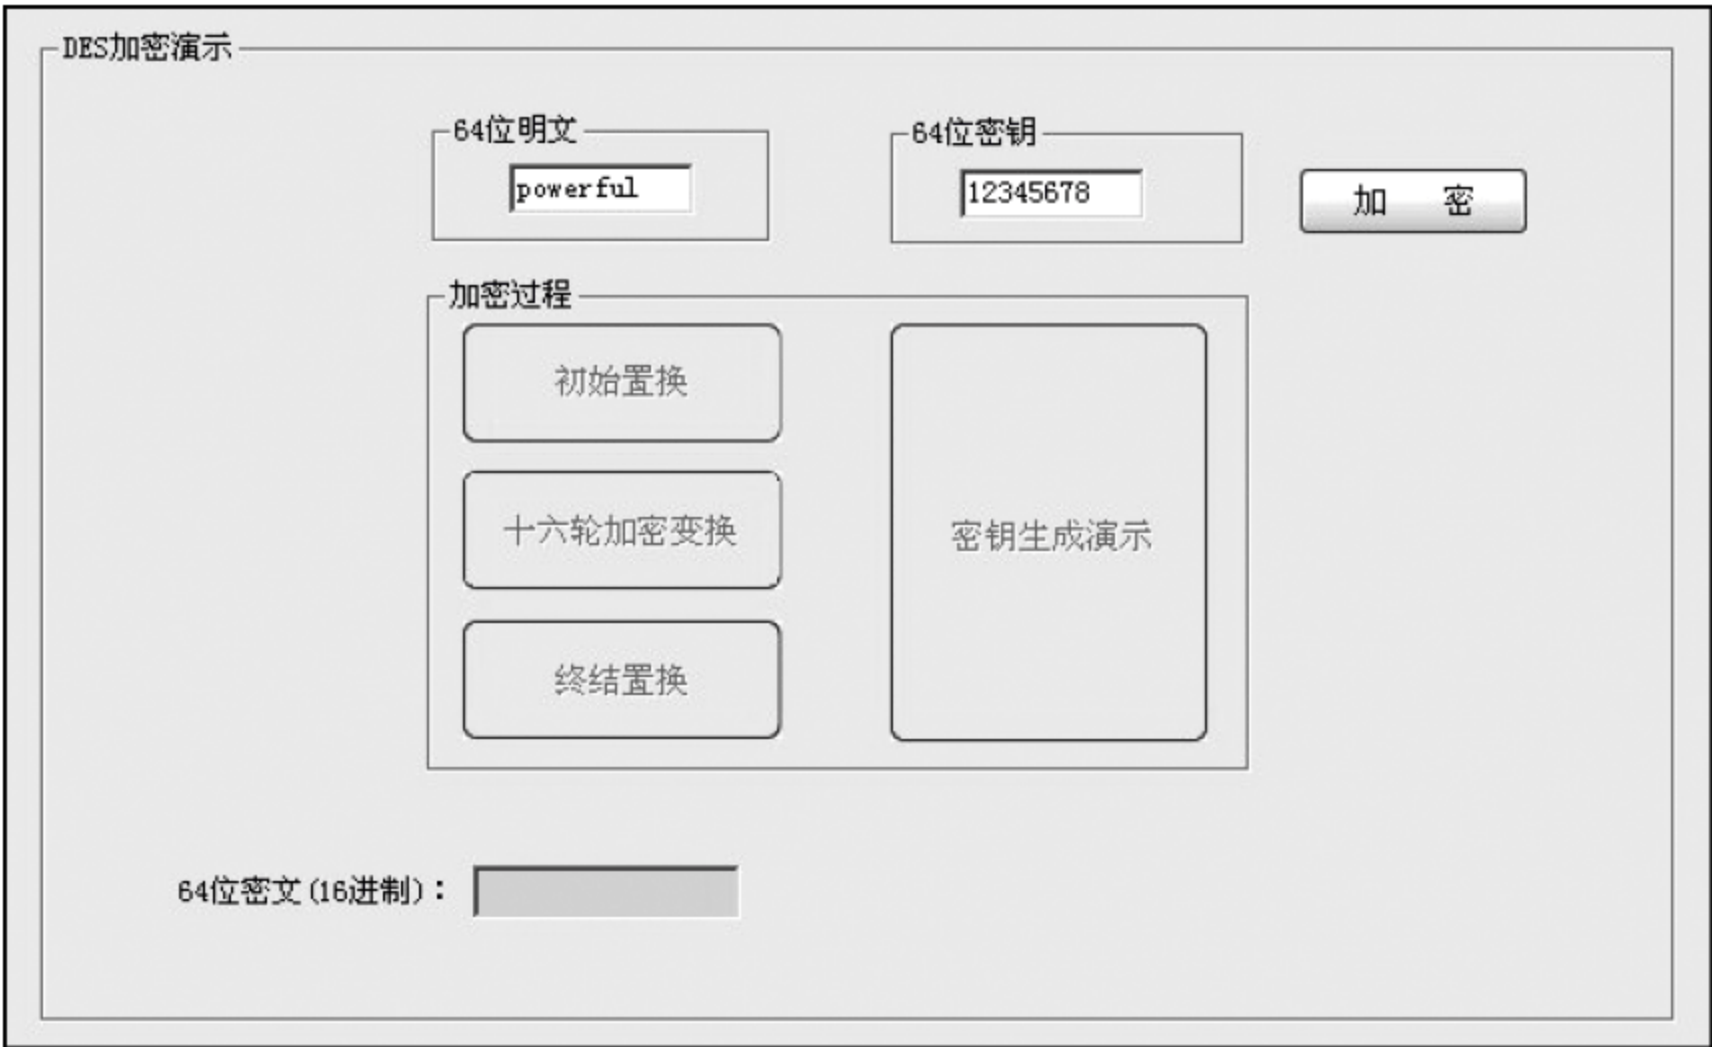 DES加密演示
64位明文
powerful
64位密钥
12345678
加 密
加密过程
初始置换
十六轮加密变换
终结置换
密钥生成演示
64位密文(16进制):